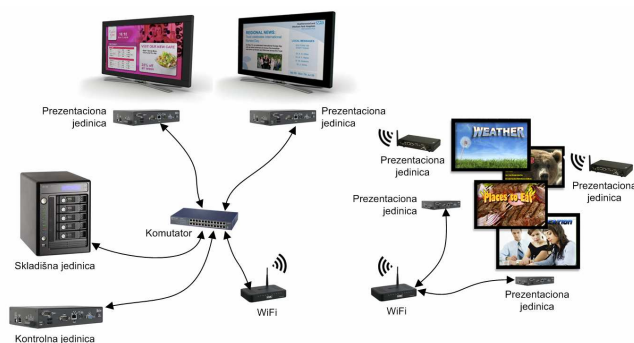 Prezentaciona
jedinica
Prezentaciona
jedinica
WEATHER
Prezentaciona
jedinica
Prezentaciona
jedinica
Places to Eat
Prezentaciona
jedinica
Komutator
Skladišna jedinica
WiFi
WiFi
Prezentaciona
jedinica
Kontrolna jedinica